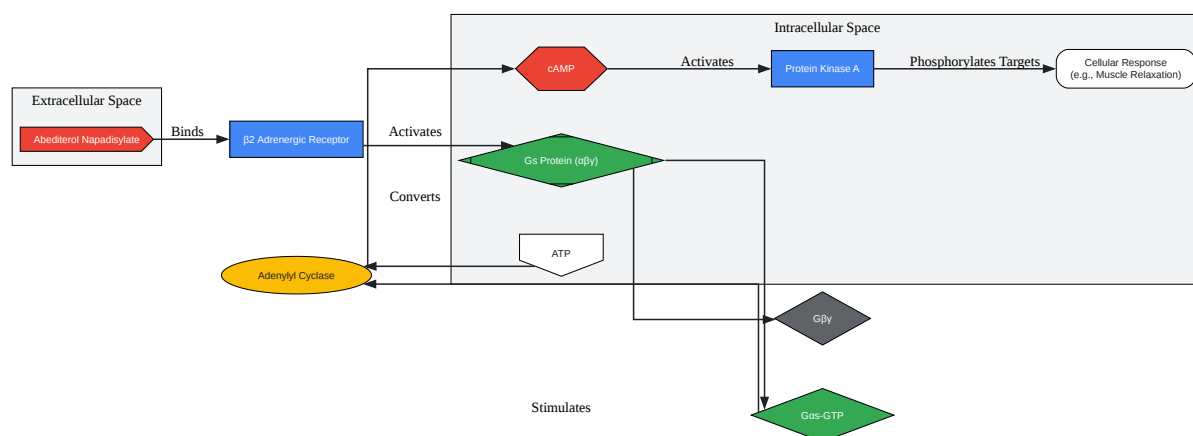 Intracellular Space
cAMP
Activates
Protein Kinase A
Phosphorylates Targets
Cellular Response
(e.g., Muscle Relaxation)
Extracellular Space
Abediterol Napadisylate
Binds
β2 Adrenergic Receptor
Activates
Gs Protein (αβγ)
Converts
ATP
Adenylyl Cyclase
Gβγ
Stimulates
Gαs-GTP